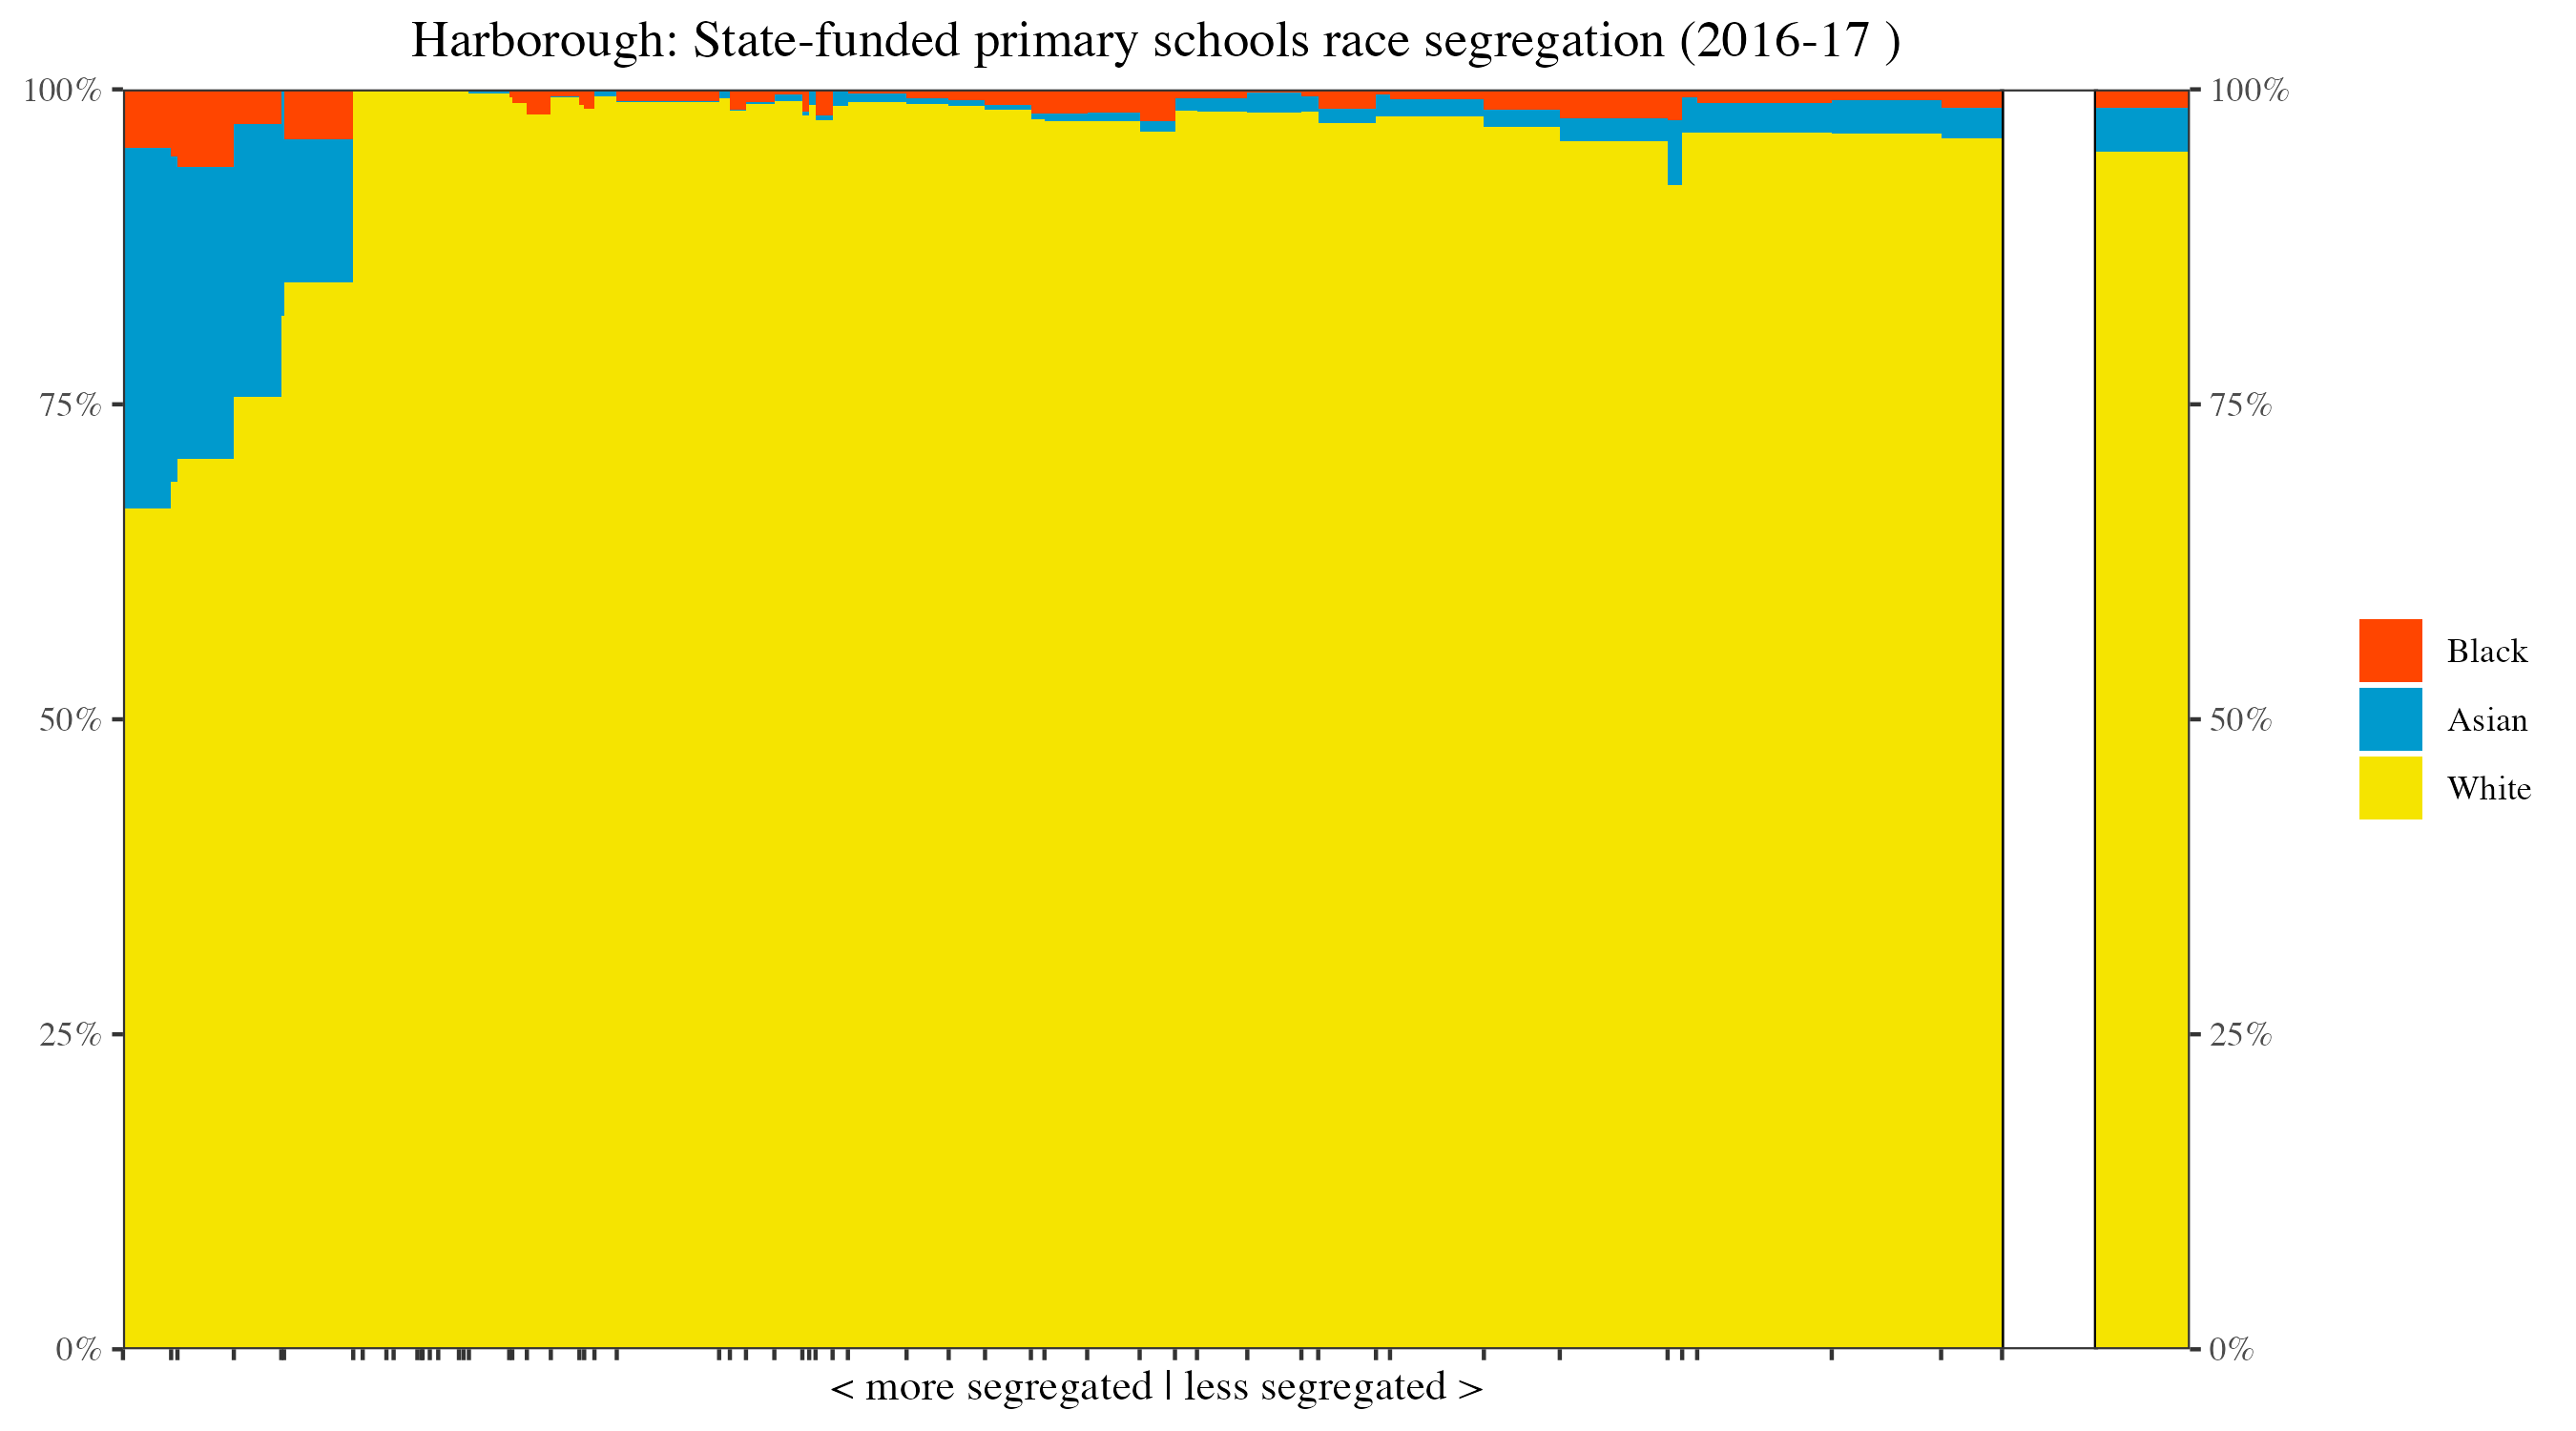 Harborough: State-funded primary schools race segregation (2016-17 )
100%
75%
50%
25%
0%
100%
75%
50%
25%
0%
Black
Asian
White
< more segregated | less segregated >